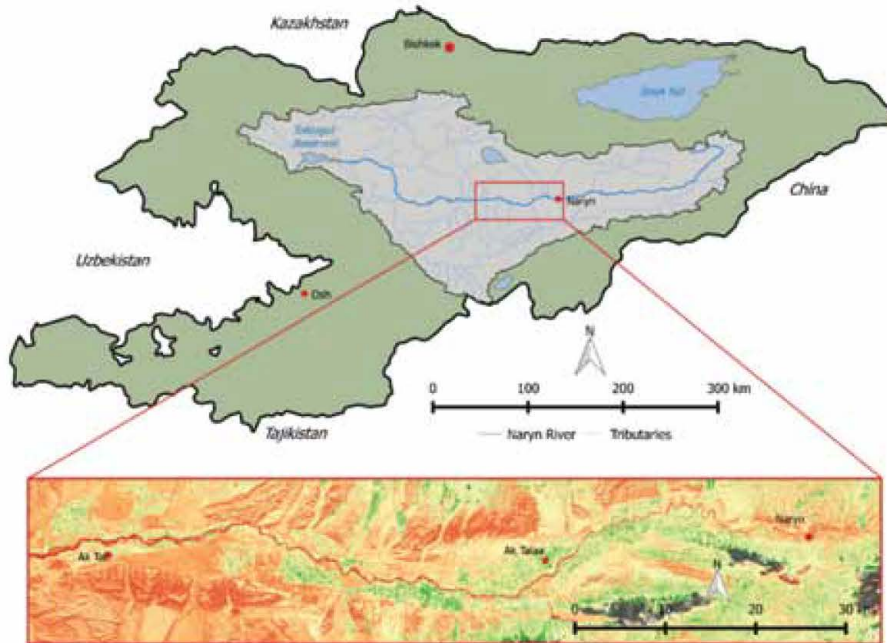 Kazakhstan
Bishkek
Issyk Kul
Toktogul
Reservoir
China
Naryn
Uzbekistan
Osh
N
0 100 200 300 km
Tajikistan
Naryn River Tributaries
Naryn
Ak Tal
Ak Talaa
0 10 20 30